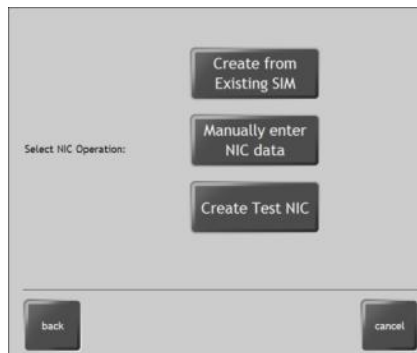 Create from
Existing SIM
Select NIC Operation:
Manually enter
NIC data
Create Test NIC
back
cancel